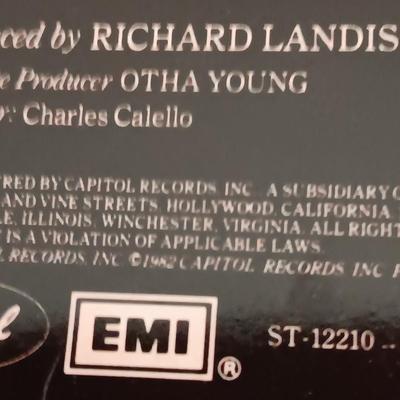 ced by RICHARD LANDIS
e Producer OTHA YOUNG
r: Charles Calello
RED BY CAPITOL RECORDS, INC., A SUBSIDIARY O
AND VINE STREETS, HOLLYWOOD, CALIFORNIA.
LE, ILLINOIS, WINCHESTER, VIRGINIA. ALL RIGHT
IS A VIOLATION OF APPLICABLE LAWS.
L RECORDS, INC. ©1982 CAPITOL RECORDS, INC. P
EMI ®
ST-12210